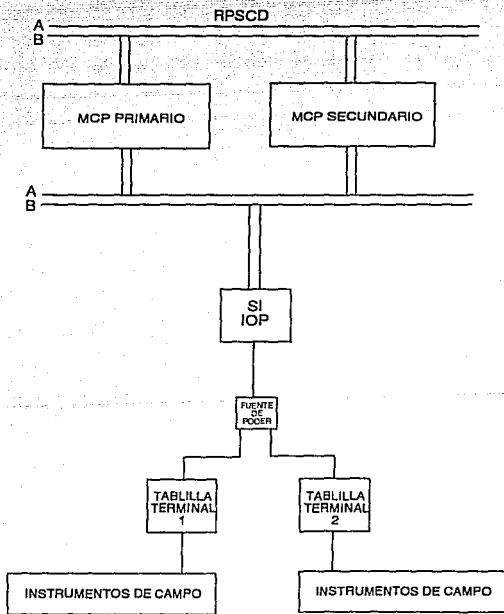 RPSCD
A
B
MCP PRIMARIO
MCP SECUNDARIO
A
B
SI
IOP
FUENTE
DE
PODER
TABLILLA
TERMINAL
1
TABLILLA
TERMINAL
2
INSTRUMENTOS DE CAMPO
INSTRUMENTOS DE CAMPO